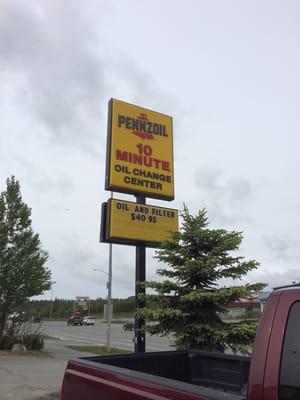 PENNZOIL
10
MINUTE
OIL CHANGE
CENTER
OIL AND FILTER
$40 95